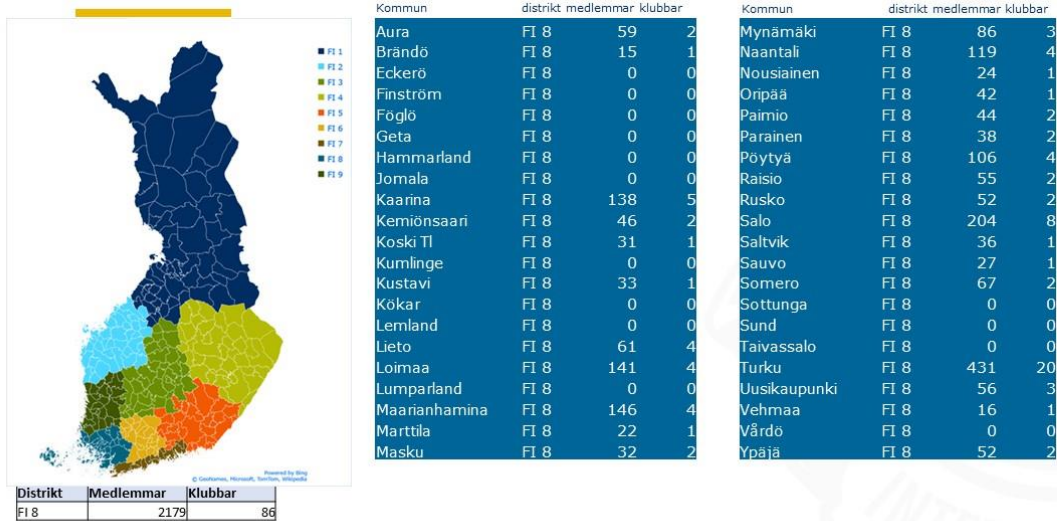 FI 1
FI 2
FI 3
FI 4
FI 5
FI 6
FI 7
FI 8
FI 9
Powered by Bing
© GeoNames, Microsoft, TomTom, Wikipedia
Distrikt Medlemmar Klubbar
FI 8 2179 86
Kommun distrikt medlemmar klubbar
Aura FI 8 59 2
Brändö FI 8 15 1
Eckerö FI 8 0 0
Finström FI 8 0 0
Föglö FI 8 0 0
Geta FI 8 0 0
Hammarland FI 8 0 0
Jomala FI 8 0 0
Kaarina FI 8 138 5
Kemiönsaari FI 8 46 2
Koski Tl FI 8 31 1
Kumlinge FI 8 0 0
Kustavi FI 8 33 1
Kökar FI 8 0 0
Lemland FI 8 0 0
Lieto FI 8 61 4
Loimaa FI 8 141 4
Lumparland FI 8 0 0
Maarianhamina FI 8 146 4
Marttila FI 8 22 1
Masku FI 8 32 2
Kommun distrikt medlemmar klubbar
Mynämäki FI 8 86 3
Naantali FI 8 119 4
Nousiainen FI 8 24 1
Oripää FI 8 42 1
Paimio FI 8 44 2
Parainen FI 8 38 2
Pöytyä FI 8 106 4
Raisio FI 8 55 2
Rusko FI 8 52 2
Salo FI 8 204 8
Saltvik FI 8 36 1
Sauvo FI 8 27 1
Somero FI 8 67 2
Sottunga FI 8 0 0
Sund FI 8 0 0
Taivassalo FI 8 0 0
Turku FI 8 431 20
Uusikaupunki FI 8 56 3
Vehmaa FI 8 16 1
Vårdö FI 8 0 0
Ypäjä FI 8 52 2